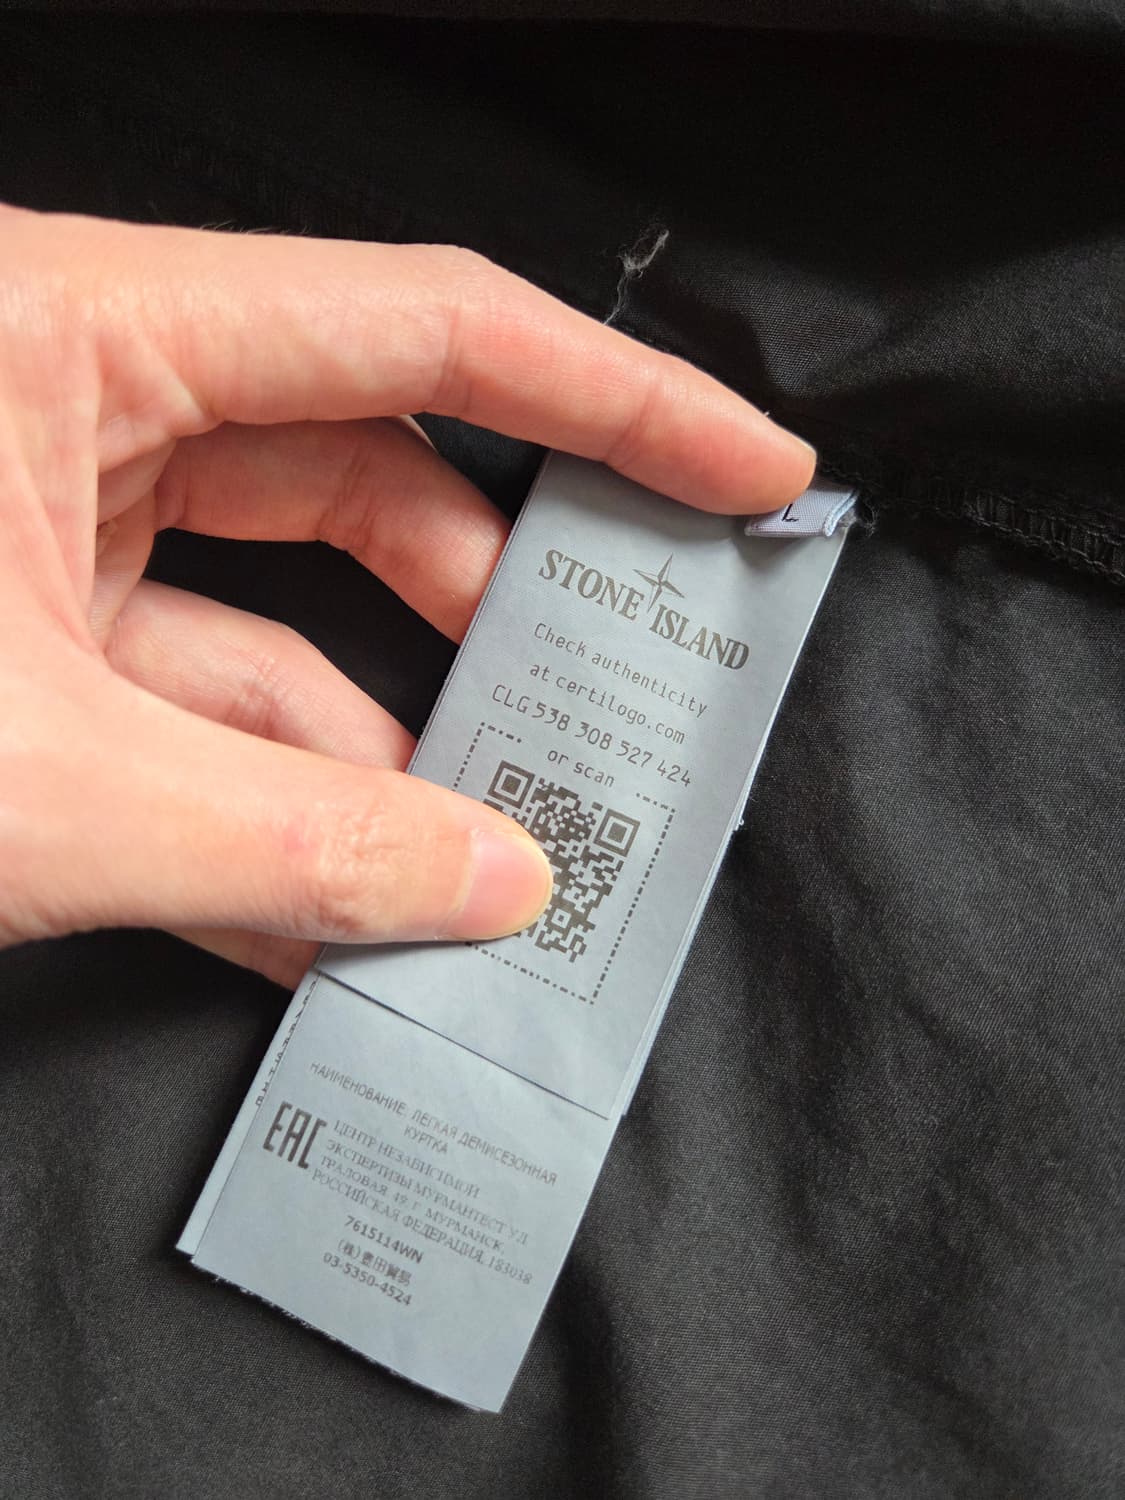 L
STONE ISLAND
Check authenticity
at certilogo.com
CLG 538 308 527 424
or scan
НАИМЕНОВАНИЕ: ЛЕГКАЯ ДЕМИСЕЗОННАЯ
КУРТКА
EAC
ЦЕНТР НЕЗАВИСИМОЙ
ЭКСПЕРТИЗЫ МУРМАНТЕСТ УЛ
ТРАЛОВАЯ 49 Г МУРМАНСК,
РОССИЙСКАЯ ФЕДЕРАЦИЯ, 183038
7615114WN
(株)豊田貿易
03-5350-4524